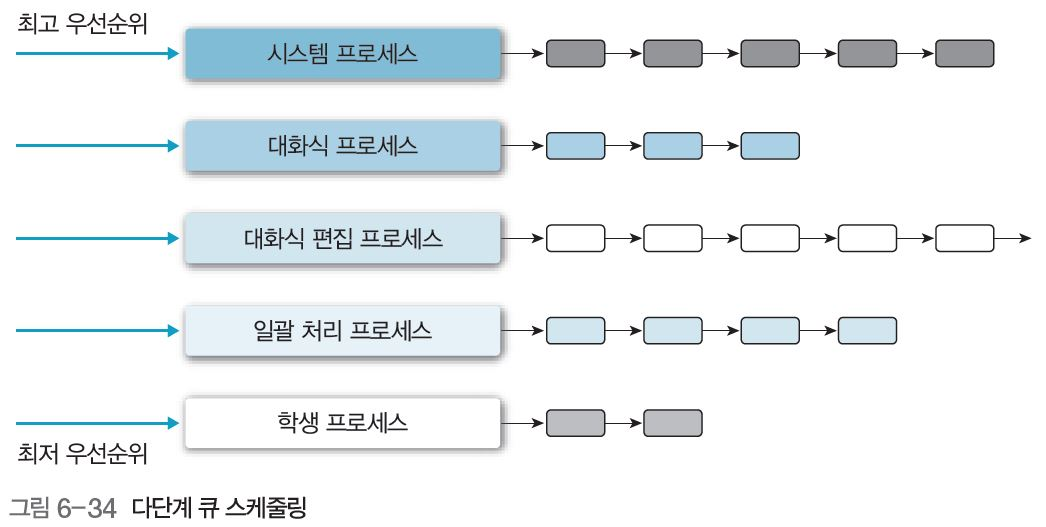 최고 우선순위
시스템 프로세스
대화식 프로세스
대화식 편집 프로세스
일괄 처리 프로세스
학생 프로세스
최저 우선순위
그림 6-34 다단계 큐 스케줄링